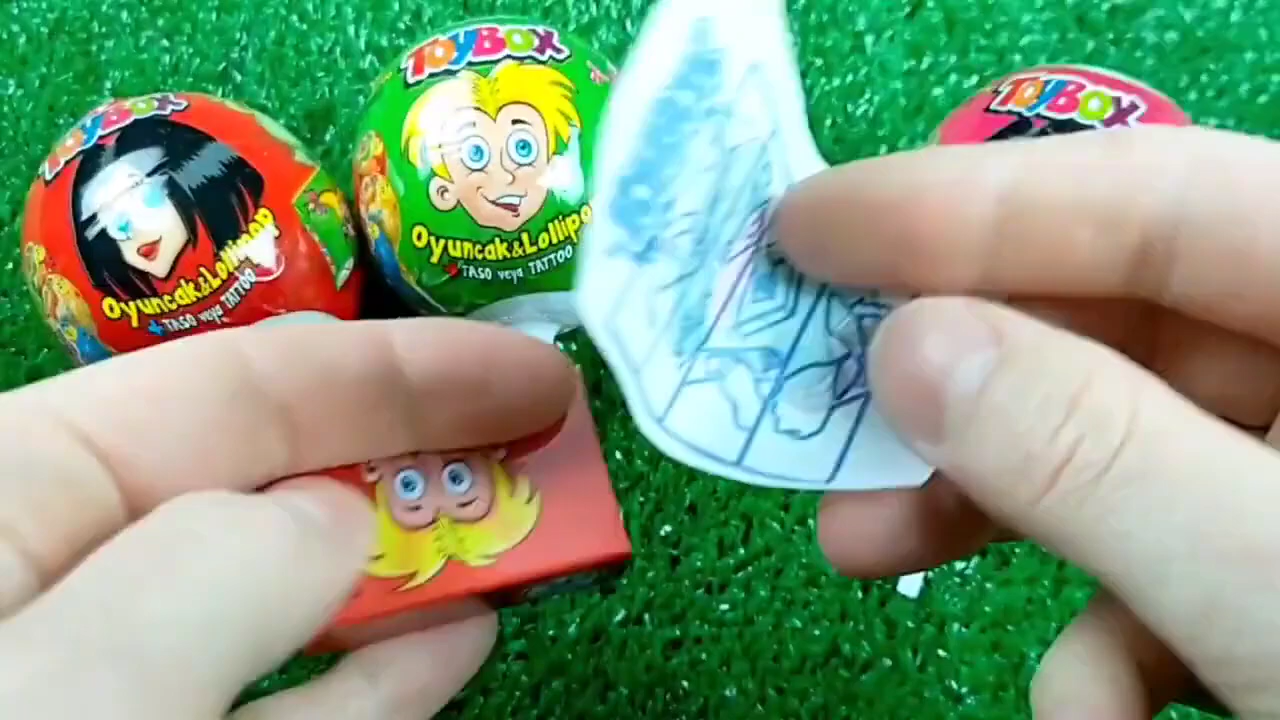 ToyBox
Oyuncak&Lollipop
+ TASO veya TATTOO
ToyBox
Oyuncak&Lollipo
+ TASO veya TATTOO
ToyBox